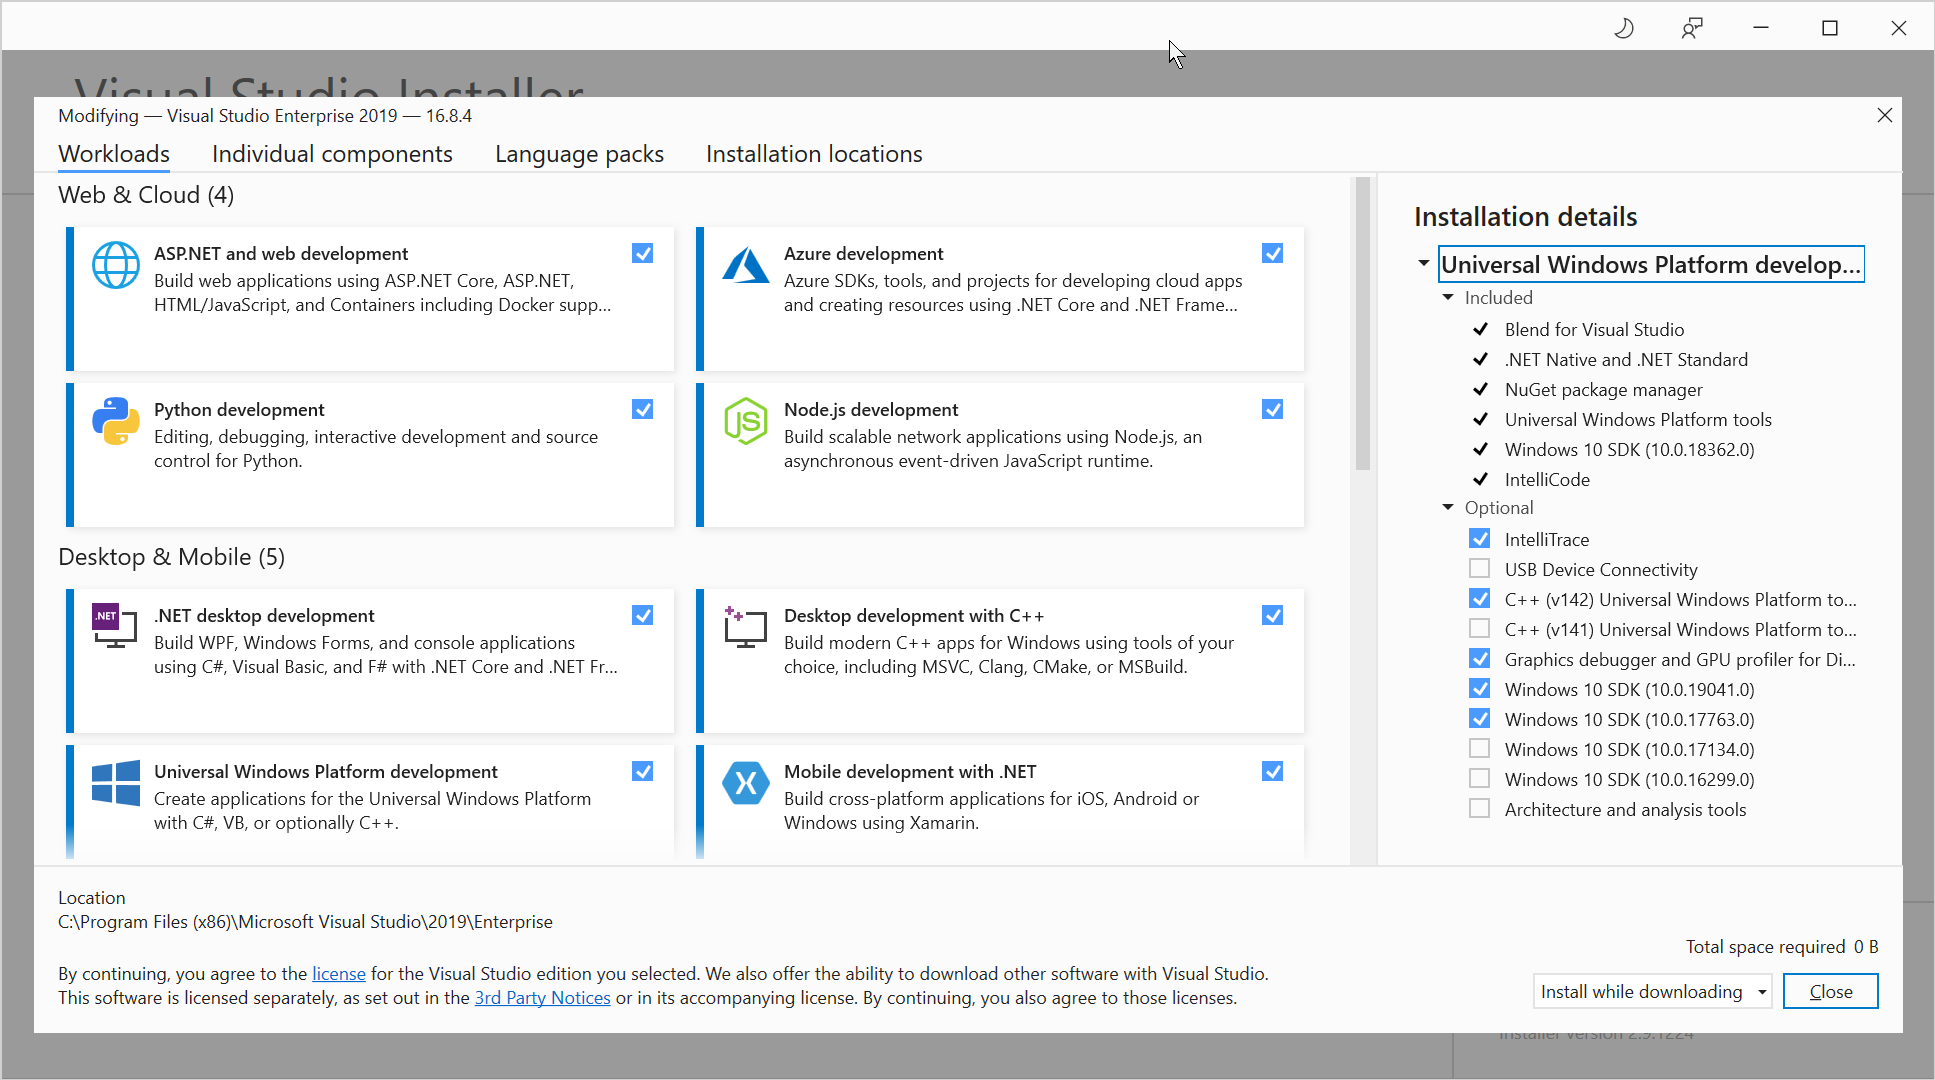 Visual Studio Installer
Modifying — Visual Studio Enterprise 2019 — 16.8.4
Workloads
Individual components
Language packs
Installation locations
Web & Cloud (4)
ASP.NET and web development
Build web applications using ASP.NET Core, ASP.NET,
HTML/JavaScript, and Containers including Docker supp...
Azure development
Azure SDKs, tools, and projects for developing cloud apps
and creating resources using .NET Core and .NET Frame...
Python development
Editing, debugging, interactive development and source
control for Python.
JS
Node.js development
Build scalable network applications using Node.js, an
asynchronous event-driven JavaScript runtime.
Desktop & Mobile (5)
.NET
.NET desktop development
Build WPF, Windows Forms, and console applications
using C#, Visual Basic, and F# with .NET Core and .NET Fr...
Desktop development with C++
Build modern C++ apps for Windows using tools of your
choice, including MSVC, Clang, CMake, or MSBuild.
Universal Windows Platform development
Create applications for the Universal Windows Platform
with C#, VB, or optionally C++.
Mobile development with .NET
Build cross-platform applications for iOS, Android or
Windows using Xamarin.
Installation details
Universal Windows Platform develop...
Included
Blend for Visual Studio
.NET Native and .NET Standard
NuGet package manager
Universal Windows Platform tools
Windows 10 SDK (10.0.18362.0)
IntelliCode
Optional
IntelliTrace
USB Device Connectivity
C++ (v142) Universal Windows Platform to...
C++ (v141) Universal Windows Platform to...
Graphics debugger and GPU profiler for Di...
Windows 10 SDK (10.0.19041.0)
Windows 10 SDK (10.0.17763.0)
Windows 10 SDK (10.0.17134.0)
Windows 10 SDK (10.0.16299.0)
Architecture and analysis tools
Location
C:\Program Files (x86)\Microsoft Visual Studio\2019\Enterprise
By continuing, you agree to the license for the Visual Studio edition you selected. We also offer the ability to download other software with Visual Studio.
This software is licensed separately, as set out in the 3rd Party Notices or in its accompanying license. By continuing, you also agree to those licenses.
Total space required 0 B
Install while downloading
Close
Installer version 2.9.1224